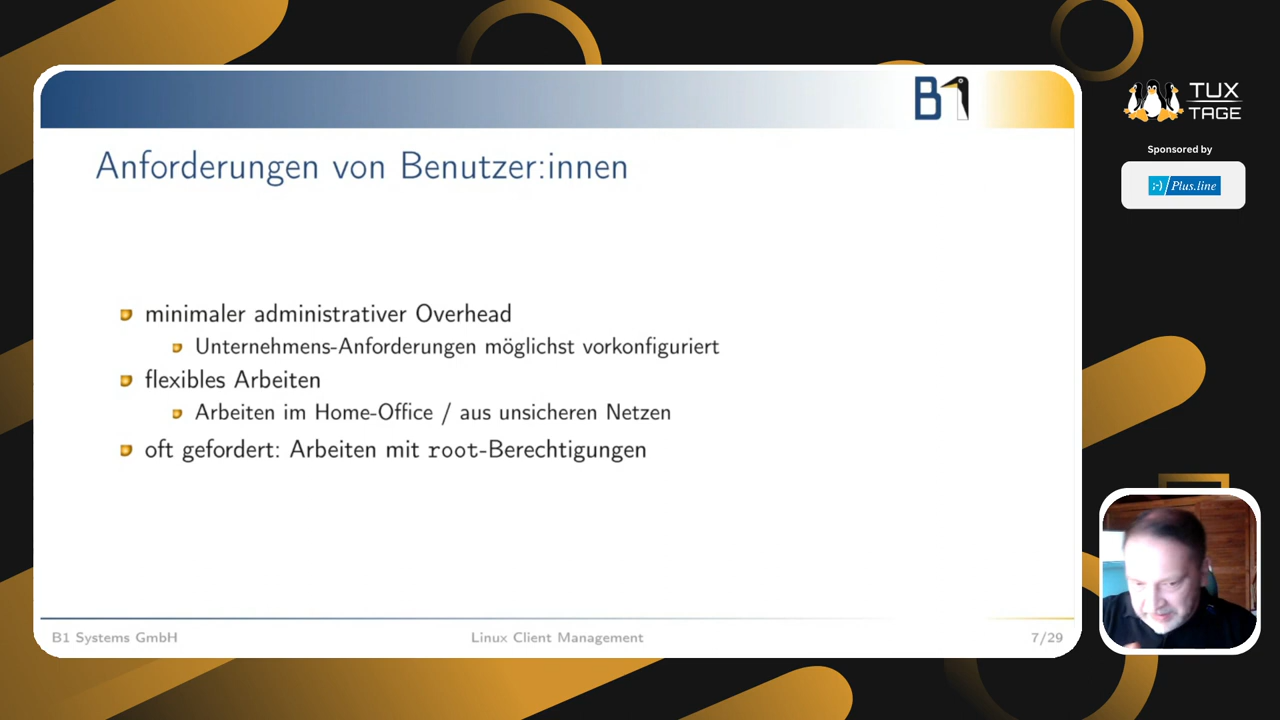 B1
TUX
TAGE
Sponsored by
;-) Plus.line
Anforderungen von Benutzer:innen
minimaler administrativer Overhead
Unternehmens-Anforderungen möglichst vorkonfiguriert
flexibles Arbeiten
Arbeiten im Home-Office / aus unsicheren Netzen
oft gefordert: Arbeiten mit root-Berechtigungen
B1 Systems GmbH
Linux Client Management
7/29